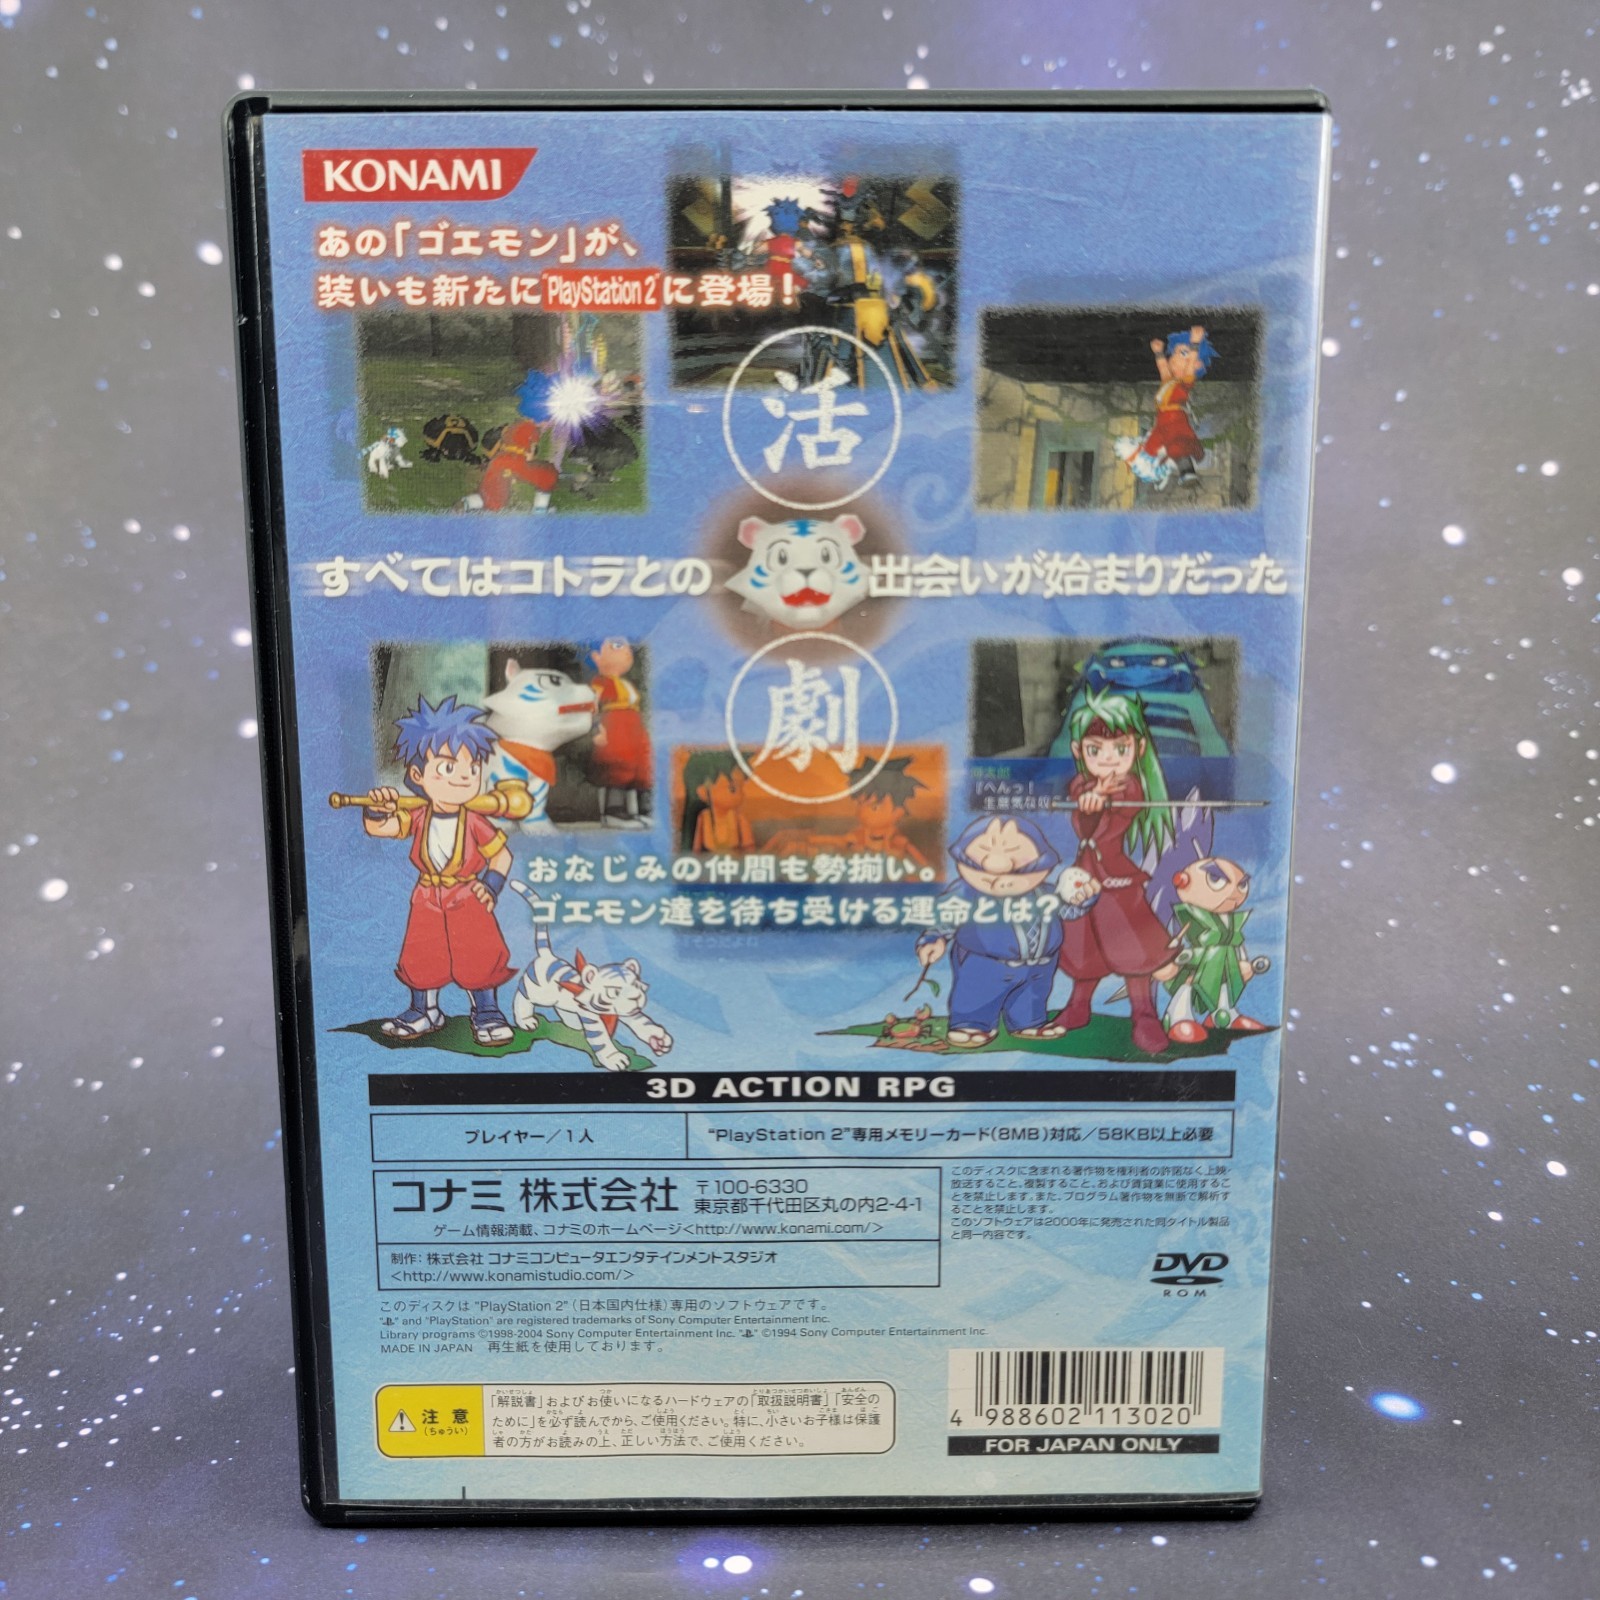 KONAMI
あの「ゴエモン」が、
装いも新たに"PlayStation 2"に登場！
活
すべてはコトラとの 出会いが始まりだった
劇
「へんっ！
おなじみの仲間も勢揃い。
ゴエモン達を待ち受ける運命とは？
3D ACTION RPG
プレイヤー／1人
"PlayStation 2"専用メモリーカード(8MB)対応／58KB以上必要
コナミ 株式会社
〒100-6330
東京都千代田区丸の内2-4-1
ゲーム情報満載、コナミのホームページ<http://www.konami.com/>
制作：株式会社 コナミコンピュータエンタテインメントスタジオ
<http://www.konamistudio.com/>
このディスクに含まれる著作物を権利者の許諾なく上映・
放送すること、複製すること、および賃貸業に使用するこ
とを禁止します。また、プログラム著作物を無断で解析す
ることを禁止します。
このソフトウェアは2000年に発売された同タイトル製品
と同一内容です。
DVD
ROM
このディスクは "PlayStation 2"（日本国内仕様）専用のソフトウェアです。
" " and "PlayStation" are registered trademarks of Sony Computer Entertainment Inc.
Library programs ©1998-2004 Sony Computer Entertainment Inc. " " ©1994 Sony Computer Entertainment Inc.
MADE IN JAPAN 再生紙を使用しております。
注意
(ちゅうい)
「解説書」およびお使いになるハードウェアの「取扱説明書」「安全の
ために」を必ず読んでから、ご使用ください。特に、小さいお子様は保護
者の方がお読みの上、正しい方法で、ご使用ください。
4 988602 113020
FOR JAPAN ONLY